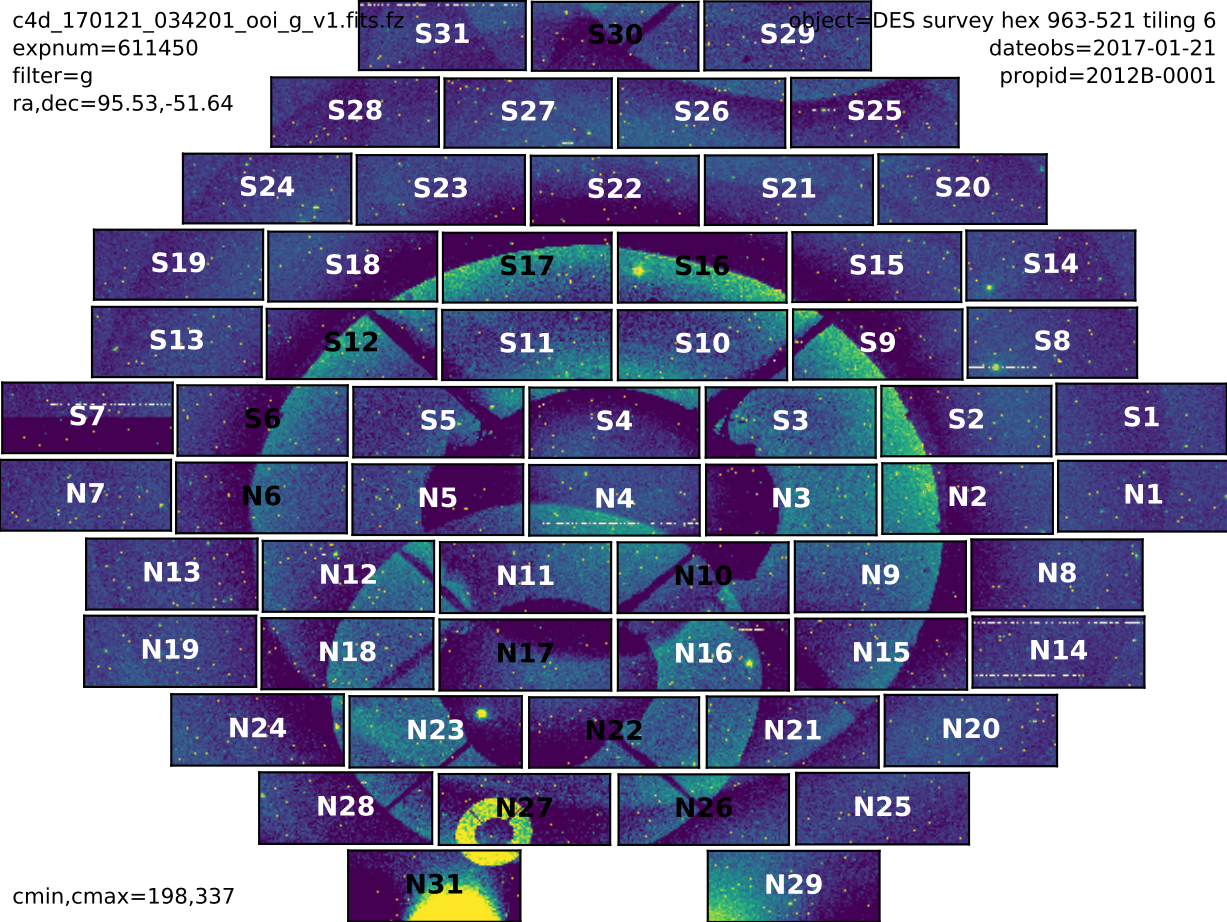 c4d_170121_034201_ooi_g_v1.fits.fz
object=DES survey hex 963-521 tiling 6
expnum=611450
dateobs=2017-01-21
filter=g
propid=2012B-0001
ra,dec=95.53,-51.64
S31 S30 S29
S28 S27 S26 S25
S24 S23 S22 S21 S20
S19 S18 S17 S16 S15 S14
S13 S12 S11 S10 S9 S8
S7 S6 S5 S4 S3 S2 S1
N7 N6 N5 N4 N3 N2 N1
N13 N12 N11 N10 N9 N8
N19 N18 N17 N16 N15 N14
N24 N23 N22 N21 N20
N28 N27 N26 N25
N31 N29
cmin,cmax=198,337